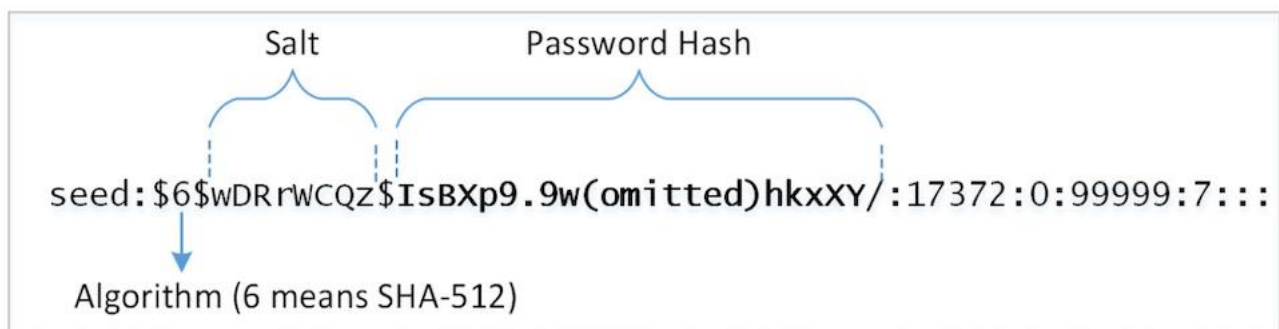 Salt Password Hash
seed:$6$wDRrWCQz$IsBXp9.9w(omitted)hkxXY/:17372:0:99999:7:::
Algorithm (6 means SHA-512)